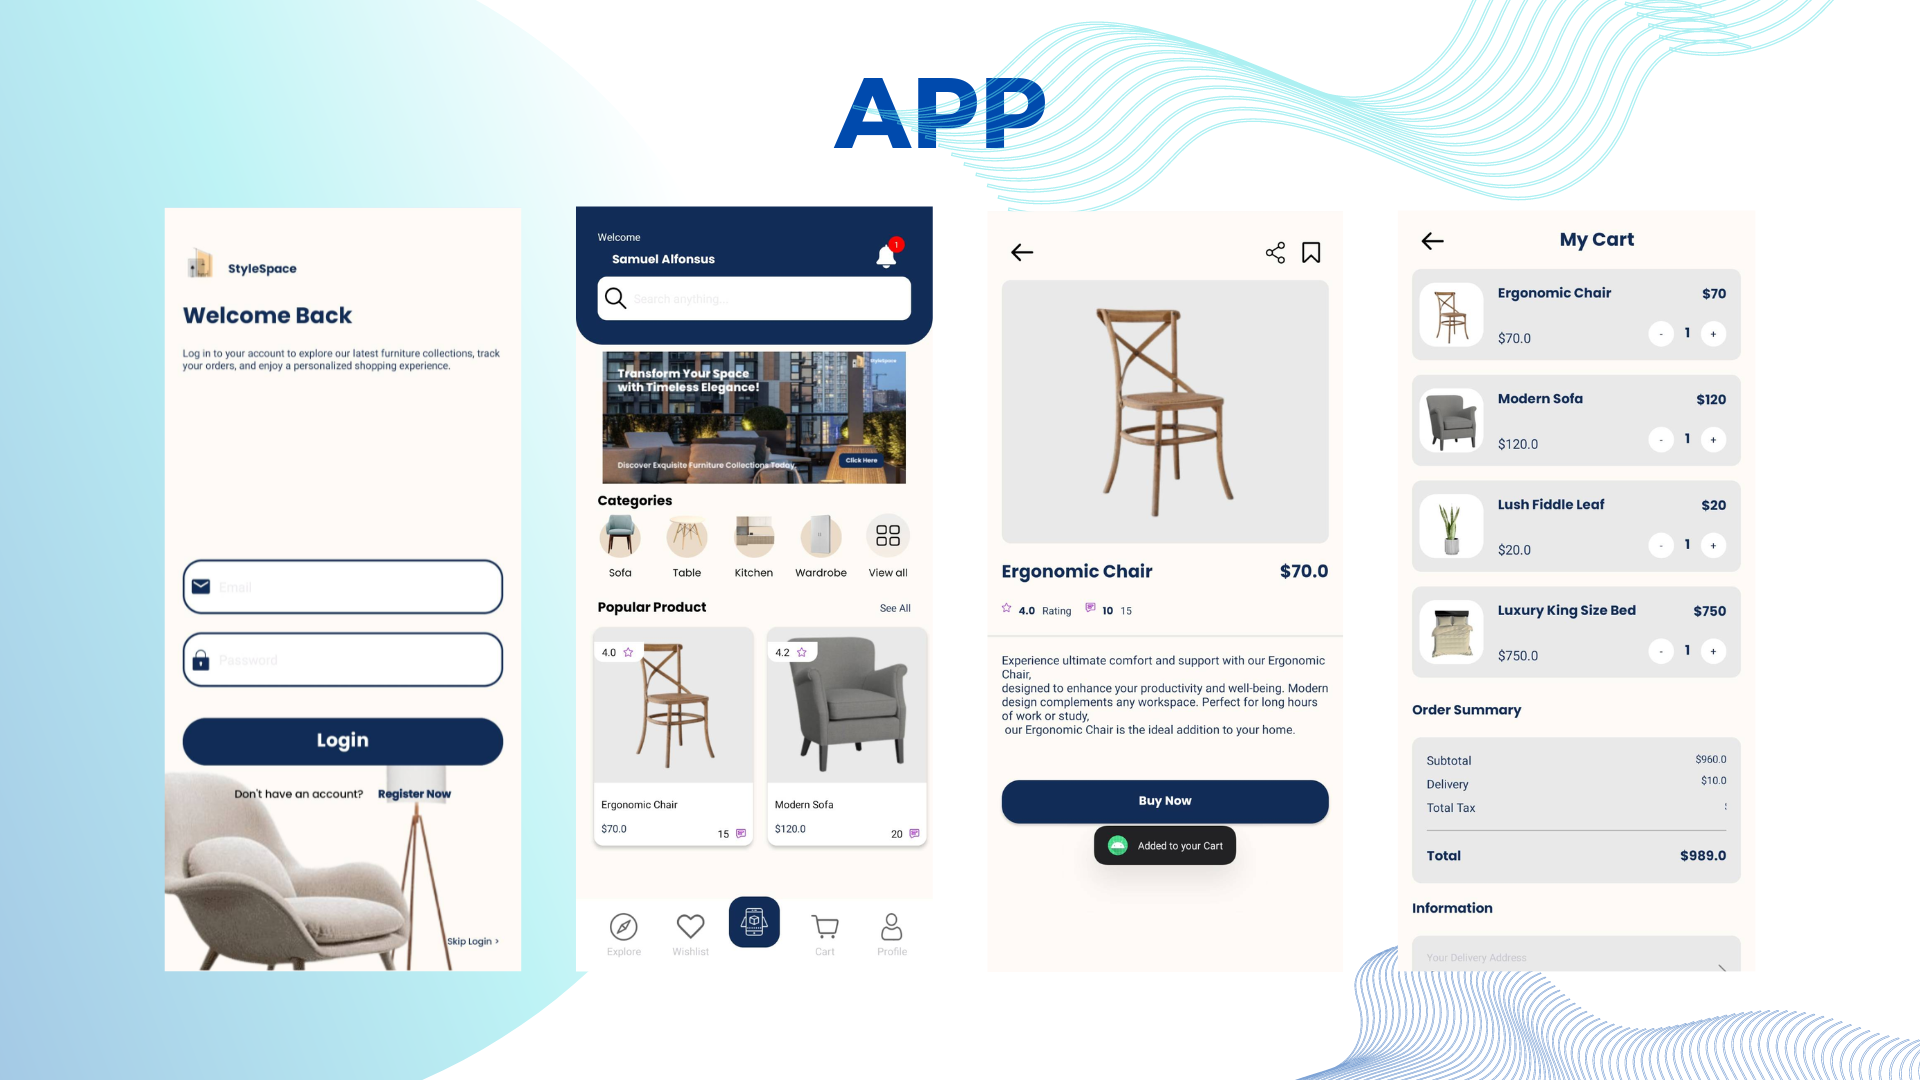 APP
StyleSpace
Welcome Back
Log in to your account to explore our latest furniture collections, track
your orders, and enjoy a personalized shopping experience.
Email
Password
Login
Don't have an account? Register Now
Skip Login >
Welcome
Samuel Alfonsus
1
Search anything...
StyleSpace
Transform Your Space
with Timeless Elegance!
Discover Exquisite Furniture Collections Today.
Click Here
Categories
Sofa Table Kitchen Wardrobe View all
Popular Product See All
4.0
4.2
Ergonomic Chair
$70.0
15
Modern Sofa
$120.0
20
Explore Wishlist Cart Profile
Ergonomic Chair $70.0
4.0 Rating 10 15
Experience ultimate comfort and support with our Ergonomic
Chair,
designed to enhance your productivity and well-being. Modern
design complements any workspace. Perfect for long hours
of work or study,
our Ergonomic Chair is the ideal addition to your home.
Buy Now
Added to your Cart
My Cart
Ergonomic Chair $70
$70.0 - 1 +
Modern Sofa $120
$120.0 - 1 +
Lush Fiddle Leaf $20
$20.0 - 1 +
Luxury King Size Bed $750
$750.0 - 1 +
Order Summary
Subtotal $960.0
Delivery $10.0
Total Tax
Total $989.0
Information
Your Delivery Address